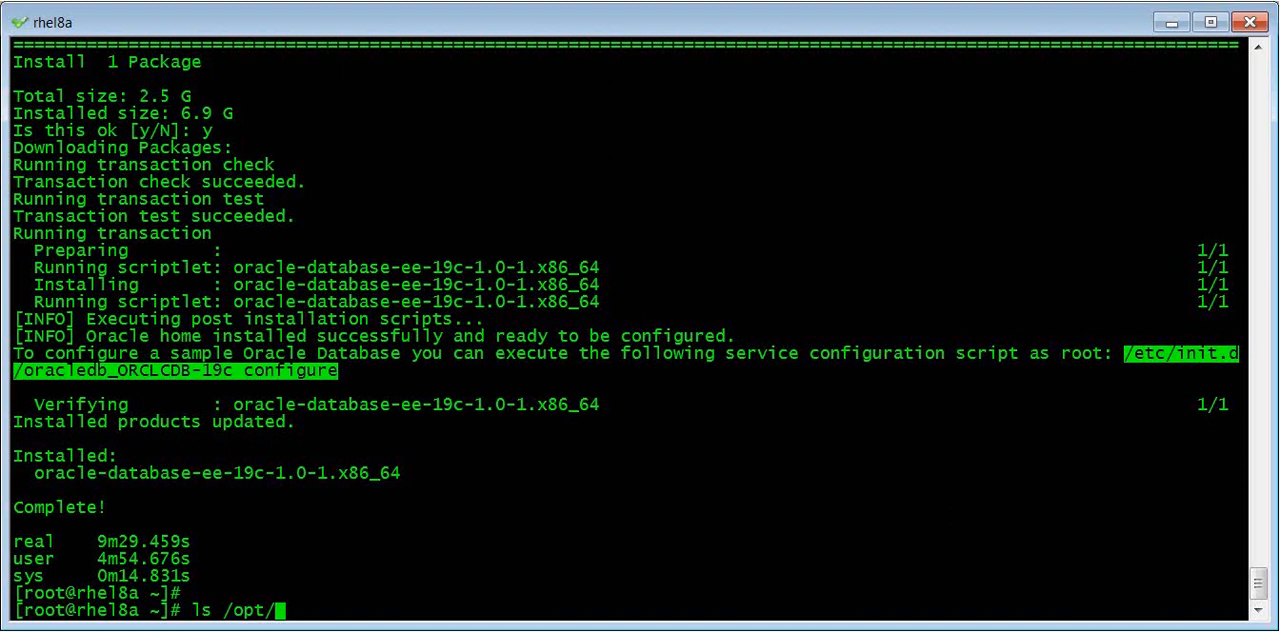 rhel8a
Install  1 Package
Total size: 2.5 G
Installed size: 6.9 G
Is this ok [y/N]: y
Downloading Packages:
Running transaction check
Transaction check succeeded.
Running transaction test
Transaction test succeeded.
Running transaction
  Preparing        :                                                        1/1
  Running scriptlet: oracle-database-ee-19c-1.0-1.x86_64                    1/1
  Installing       : oracle-database-ee-19c-1.0-1.x86_64                    1/1
  Running scriptlet: oracle-database-ee-19c-1.0-1.x86_64                    1/1
[INFO] Executing post installation scripts...
[INFO] Oracle home installed successfully and ready to be configured.
To configure a sample Oracle Database you can execute the following service configuration script as root: /etc/init.d
/oracledb_ORCLCDB-19c configure
  Verifying        : oracle-database-ee-19c-1.0-1.x86_64                    1/1
Installed products updated.
Installed:
  oracle-database-ee-19c-1.0-1.x86_64
Complete!
real    9m29.459s
user    4m54.676s
sys     0m14.831s
[root@rhel8a ~]#
[root@rhel8a ~]# ls /opt/